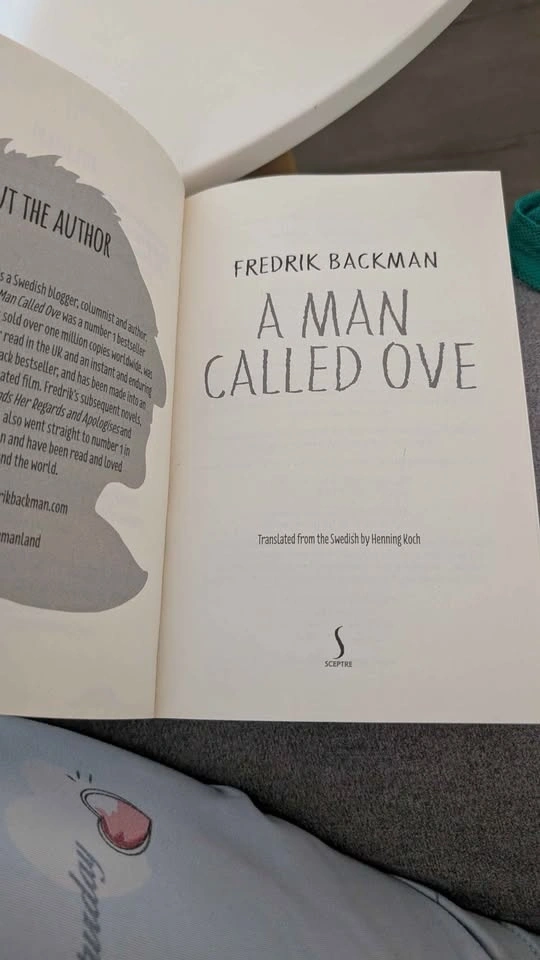 UT THE AUTHOR
s a Swedish blogger, columnist and author.
Man Called Ove was a number 1 bestseller
sold over one million copies worldwide, was
r read in the UK and an instant and enduring
ack bestseller, and has been made into an
ated film. Fredrik's subsequent novels,
nds Her Regards and Apologises and
also went straight to number 1 in
n and have been read and loved
nd the world.
rikbackman.com
manland
FREDRIK BACKMAN
A MAN
CALLED OVE
Translated from the Swedish by Henning Koch
SCEPTRE